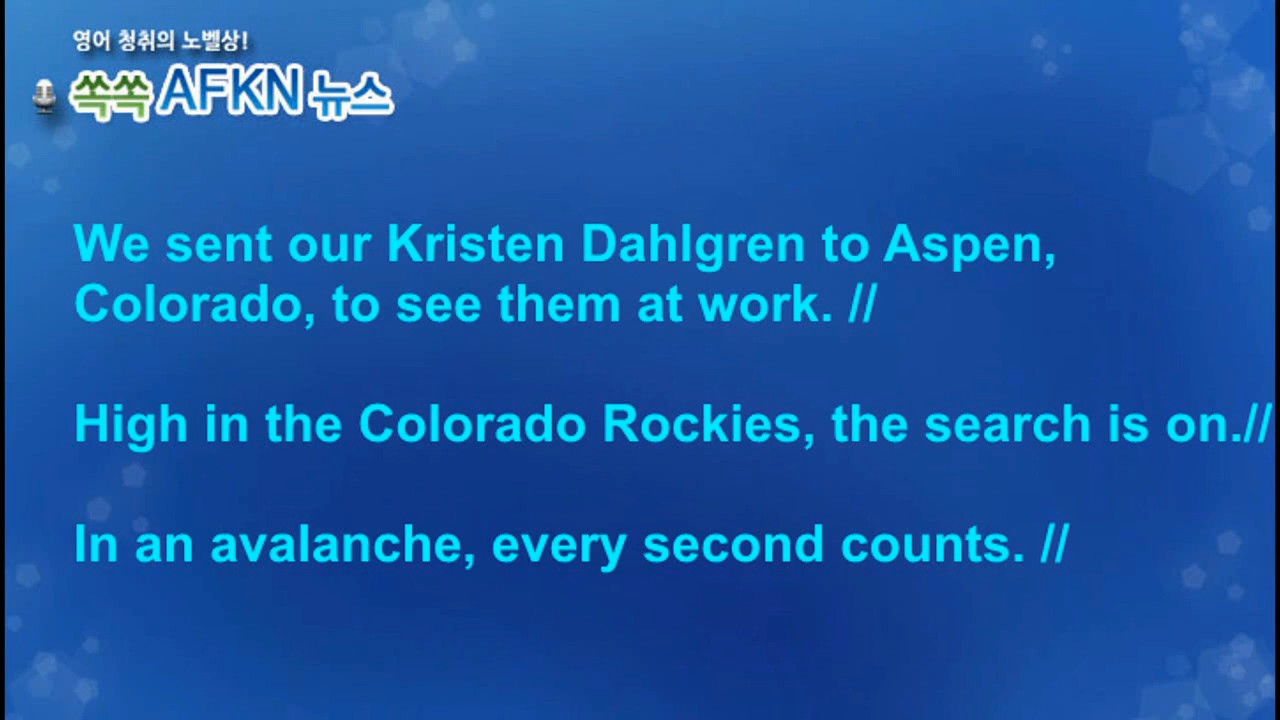 영어 청취의 노벨상!
쏙쏙 AFKN 뉴스
We sent our Kristen Dahlgren to Aspen,
Colorado, to see them at work. //
High in the Colorado Rockies, the search is on.//
In an avalanche, every second counts. //